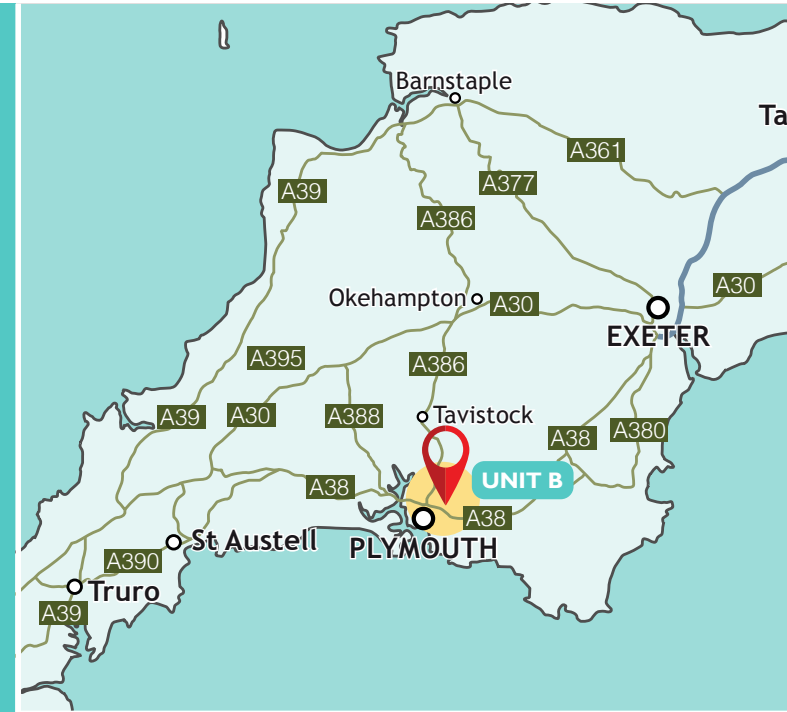 Barnstaple
Ta
A361
A39
A377
A386
A30
Okehampton
A30
EXETER
A395
A386
A39
A30
A388
Tavistock
A38
A380
UNIT B
A38
A38
St Austell
PLYMOUTH
A390
Truro
A39